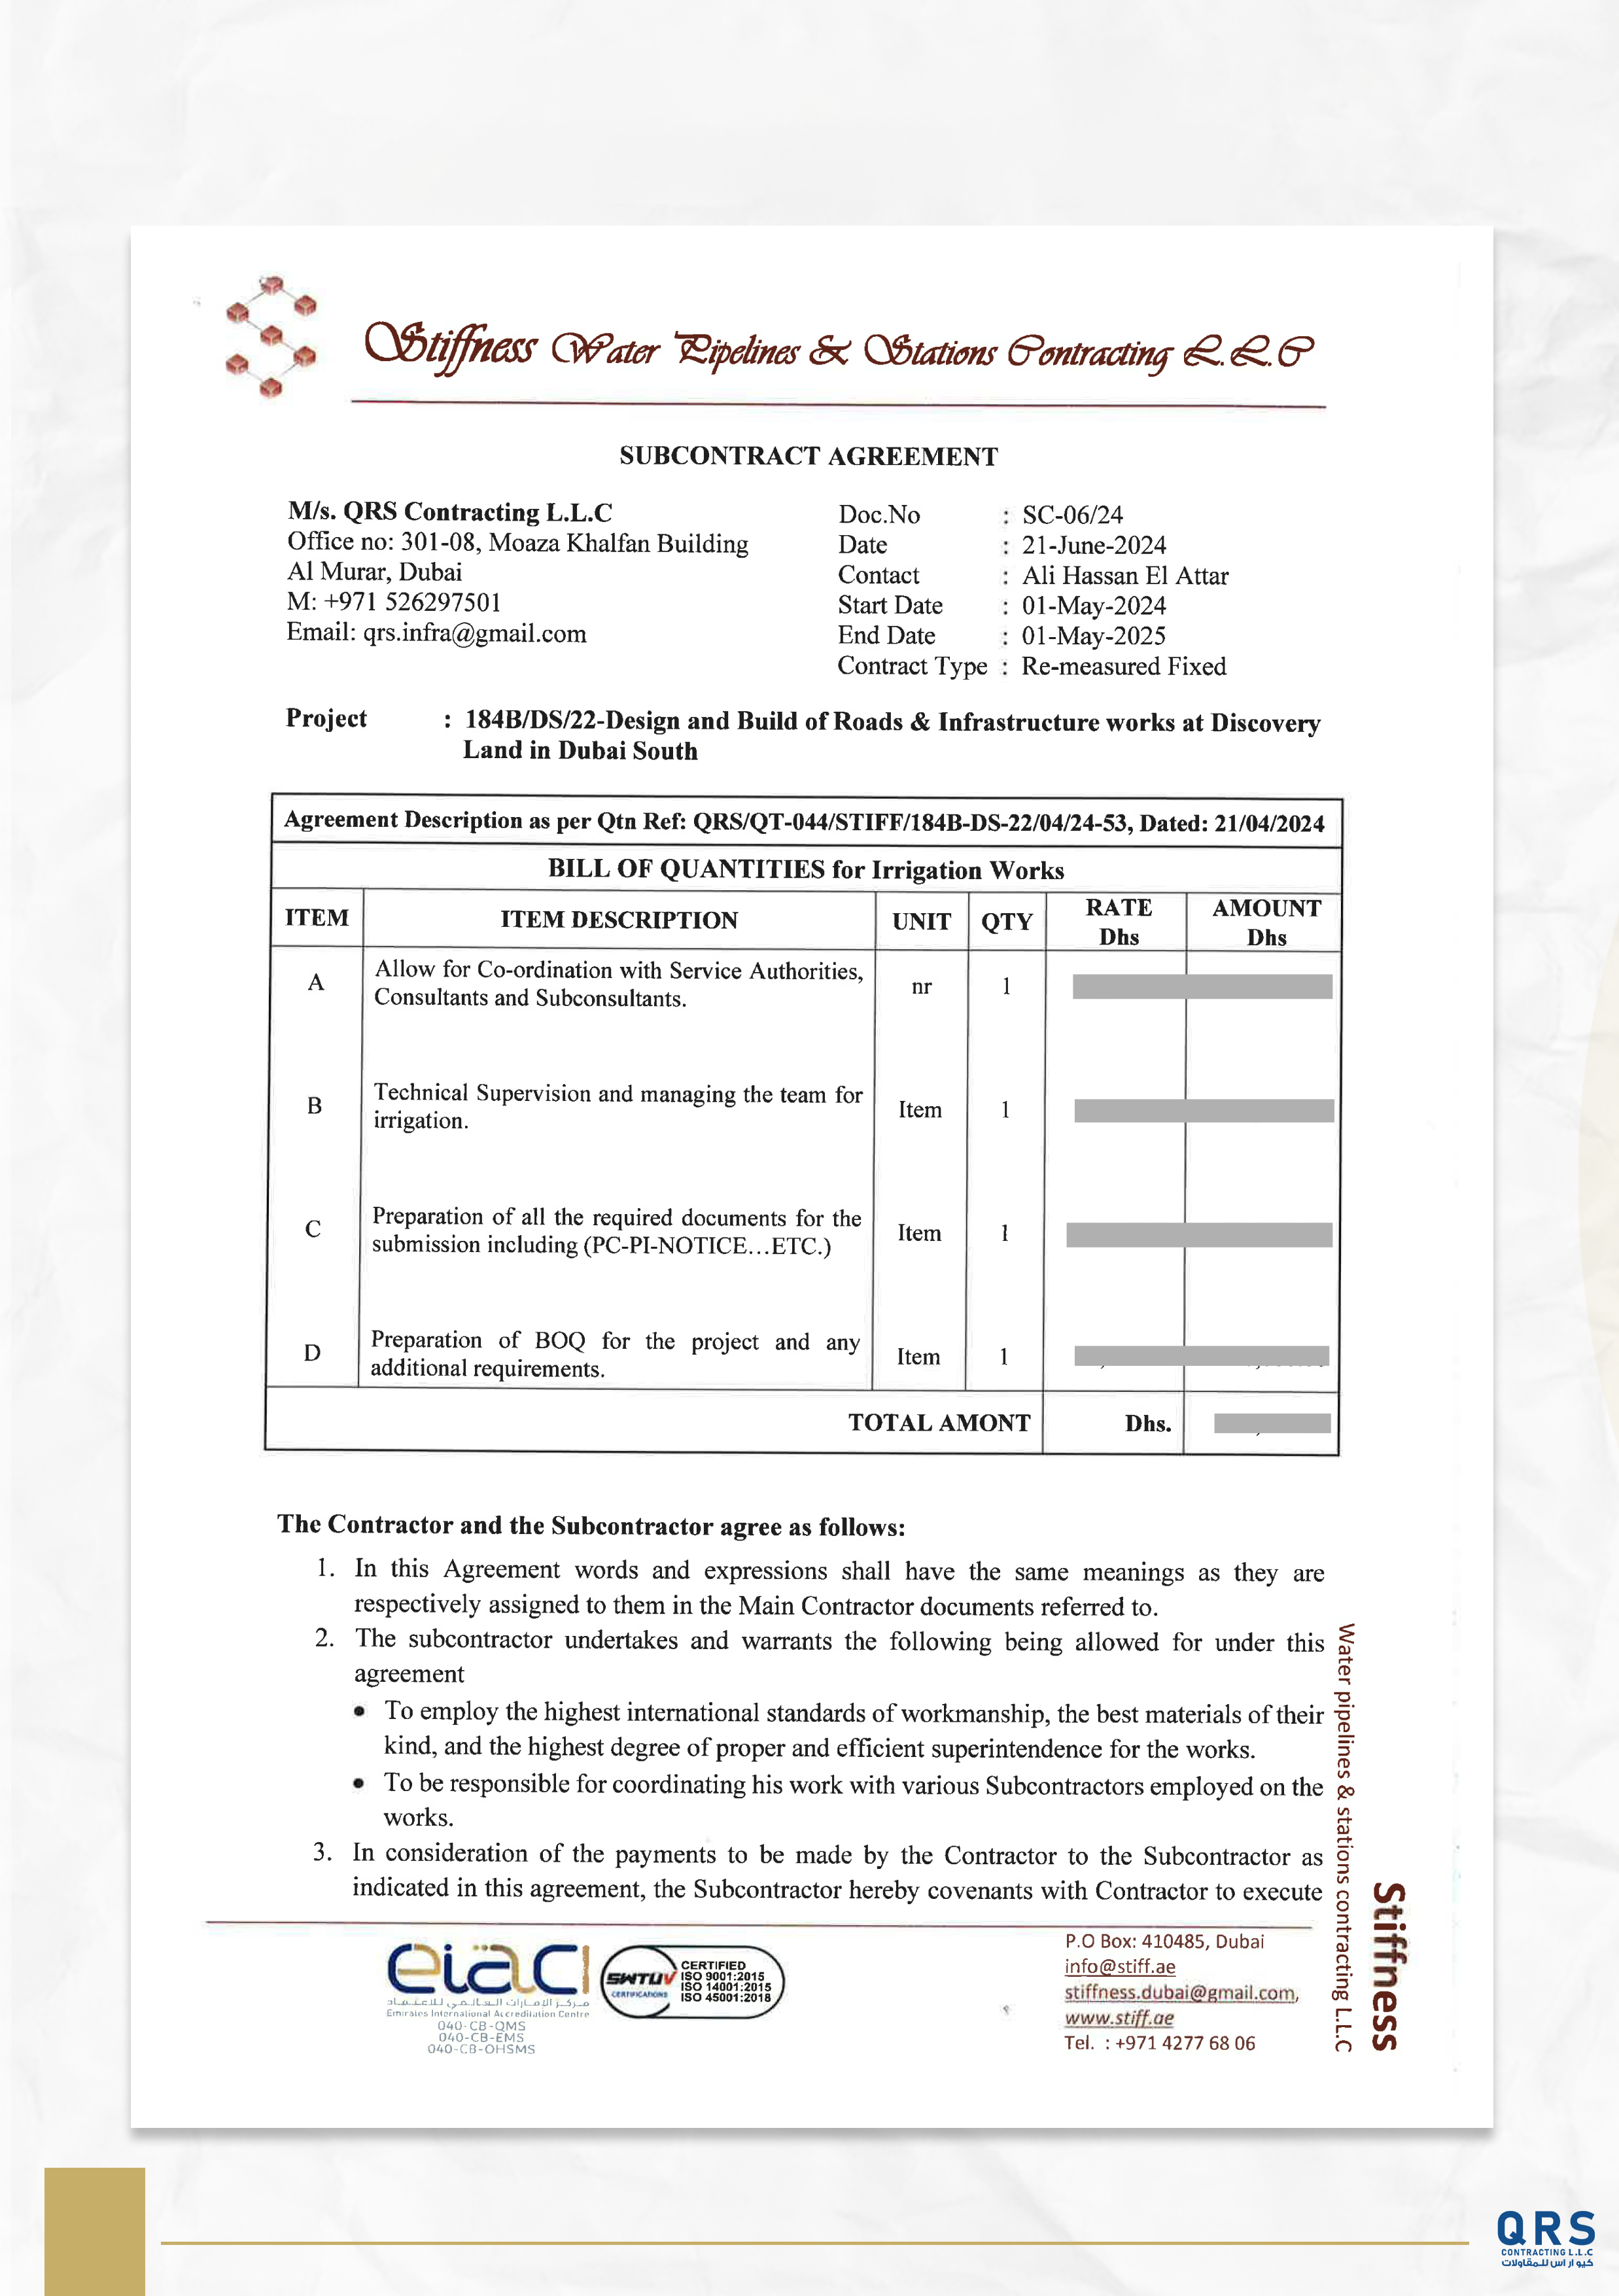 Stiffness Water Pipelines & Stations Contracting L.L.C
SUBCONTRACT AGREEMENT
M/s. QRS Contracting L.L.C
Office no: 301-08, Moaza Khalfan Building
Al Murar, Dubai
M: +971 526297501
Email: qrs.infra@gmail.com
Doc.No : SC-06/24
Date : 21-June-2024
Contact : Ali Hassan El Attar
Start Date : 01-May-2024
End Date : 01-May-2025
Contract Type : Re-measured Fixed
Project : 184B/DS/22-Design and Build of Roads & Infrastructure works at Discovery
Land in Dubai South
Agreement Description as per Qtn Ref: QRS/QT-044/STIFF/184B-DS-22/04/24-53, Dated: 21/04/2024
BILL OF QUANTITIES for Irrigation Works
ITEM ITEM DESCRIPTION UNIT QTY RATE Dhs AMOUNT Dhs
A Allow for Co-ordination with Service Authorities, nr 1
Consultants and Subconsultants.
B Technical Supervision and managing the team for Item 1
irrigation.
C Preparation of all the required documents for the Item 1
submission including (PC-PI-NOTICE...ETC.)
D Preparation of BOQ for the project and any Item 1
additional requirements.
TOTAL AMONT Dhs.
The Contractor and the Subcontractor agree as follows:
1. In this Agreement words and expressions shall have the same meanings as they are
respectively assigned to them in the Main Contractor documents referred to.
2. The subcontractor undertakes and warrants the following being allowed for under this
agreement
• To employ the highest international standards of workmanship, the best materials of their
kind, and the highest degree of proper and efficient superintendence for the works.
• To be responsible for coordinating his work with various Subcontractors employed on the
works.
3. In consideration of the payments to be made by the Contractor to the Subcontractor as
indicated in this agreement, the Subcontractor hereby covenants with Contractor to execute
Water pipelines & stations contracting L.L.C
Stiffness
eiac
مركز الإمارات العالمي للاعتماد
Emirates International Accreditation Centre
040-CB-QMS
040-CB-EMS
040-CB-OHSMS
SWTUV
CERTIFICATIONS
CERTIFIED
ISO 9001:2015
ISO 14001:2015
ISO 45001:2018
P.O Box: 410485, Dubai
info@stiff.ae
stiffness.dubai@gmail.com,
www.stiff.ae
Tel. : +971 4277 68 06
QRS
CONTRACTING L.L.C
كيو ار اس للمقاولات